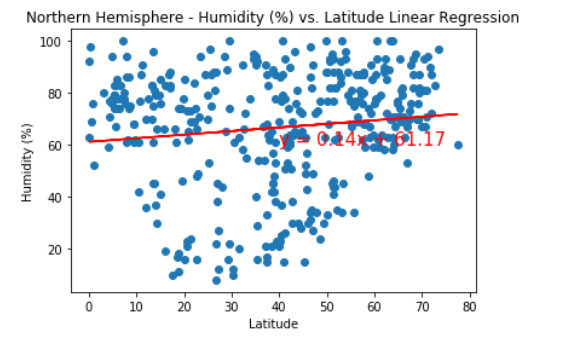 Northern Hemisphere - Humidity (%) vs. Latitude Linear Regression
100
80
60
40
20
Humidity (%)
y = 0.14x + 61.17
0 10 20 30 40 50 60 70 80
Latitude